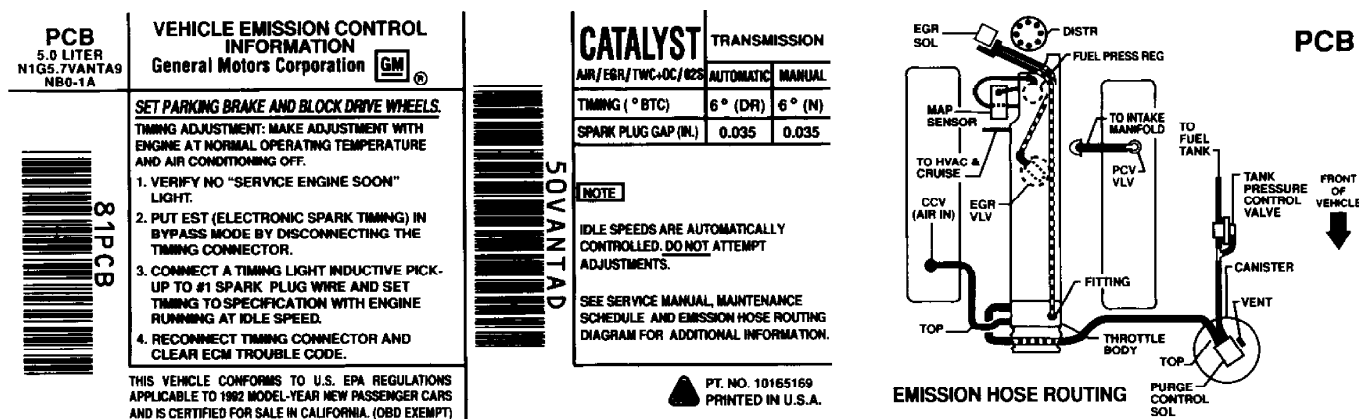 PCB
5.0 LITER
N1G5.7VANTA9
NB0-1A
81PCB
VEHICLE EMISSION CONTROL
INFORMATION
General Motors Corporation GM ®
SET PARKING BRAKE AND BLOCK DRIVE WHEELS.
TIMING ADJUSTMENT: MAKE ADJUSTMENT WITH
ENGINE AT NORMAL OPERATING TEMPERATURE
AND AIR CONDITIONING OFF.
1. VERIFY NO "SERVICE ENGINE SOON"
LIGHT.
2. PUT EST (ELECTRONIC SPARK TIMING) IN
BYPASS MODE BY DISCONNECTING THE
TIMING CONNECTOR.
3. CONNECT A TIMING LIGHT INDUCTIVE PICK-
UP TO #1 SPARK PLUG WIRE AND SET
TIMING TO SPECIFICATION WITH ENGINE
RUNNING AT IDLE SPEED.
4. RECONNECT TIMING CONNECTOR AND
CLEAR ECM TROUBLE CODE.
THIS VEHICLE CONFORMS TO U.S. EPA REGULATIONS
APPLICABLE TO 1992 MODEL-YEAR NEW PASSENGER CARS
AND IS CERTIFIED FOR SALE IN CALIFORNIA. (OBD EXEMPT)
50VANTAD
CATALYST TRANSMISSION
AIR/EGR/TWC+OC/02S AUTOMATIC MANUAL
TIMING (°BTC) 6° (DR) 6° (N)
SPARK PLUG GAP (IN.) 0.035 0.035
NOTE
IDLE SPEEDS ARE AUTOMATICALLY
CONTROLLED. DO NOT ATTEMPT
ADJUSTMENTS.
SEE SERVICE MANUAL, MAINTENANCE
SCHEDULE AND EMISSION HOSE ROUTING
DIAGRAM FOR ADDITIONAL INFORMATION.
PT. NO. 10165169
PRINTED IN U.S.A.
PCB
EGR
SOL
DISTR
FUEL PRESS REG
MAP
SENSOR
TO INTAKE
MANIFOLD
TO
FUEL
TANK
TO HVAC &
CRUISE
PCV
VLV
TANK
PRESSURE
CONTROL
VALVE
FRONT
OF
VEHICLE
CCV
(AIR IN)
EGR
VLV
CANISTER
FITTING
VENT
TOP
THROTTLE
BODY
TOP
PURGE
CONTROL
SOL
EMISSION HOSE ROUTING